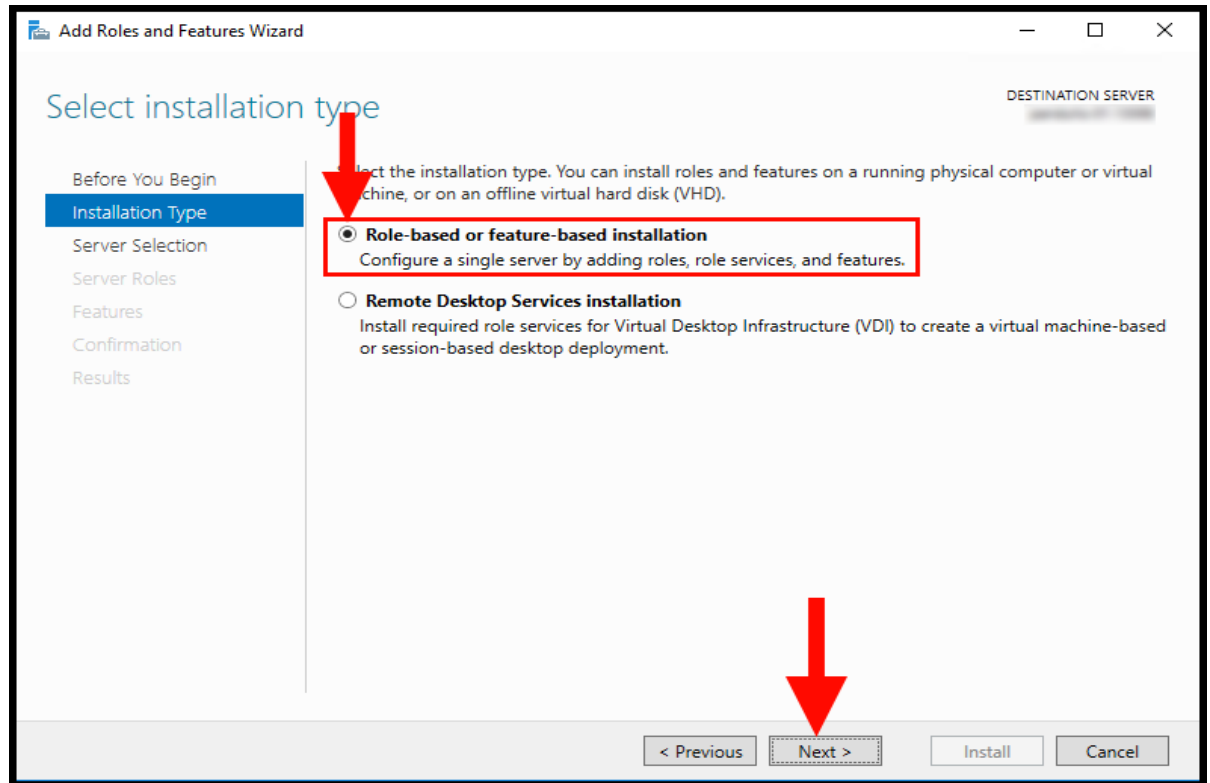 Add Roles and Features Wizard
Select installation type
DESTINATION SERVER
Before You Begin
Installation Type
Server Selection
Server Roles
Features
Confirmation
Results
the installation type. You can install roles and features on a running physical computer or virtual
or on an offline virtual hard disk (VHD).
Role-based or feature-based installation
Configure a single server by adding roles, role services, and features.
Remote Desktop Services installation
Install required role services for Virtual Desktop Infrastructure (VDI) to create a virtual machine-based
or session-based desktop deployment.
< Previous
Next >
Install
Cancel